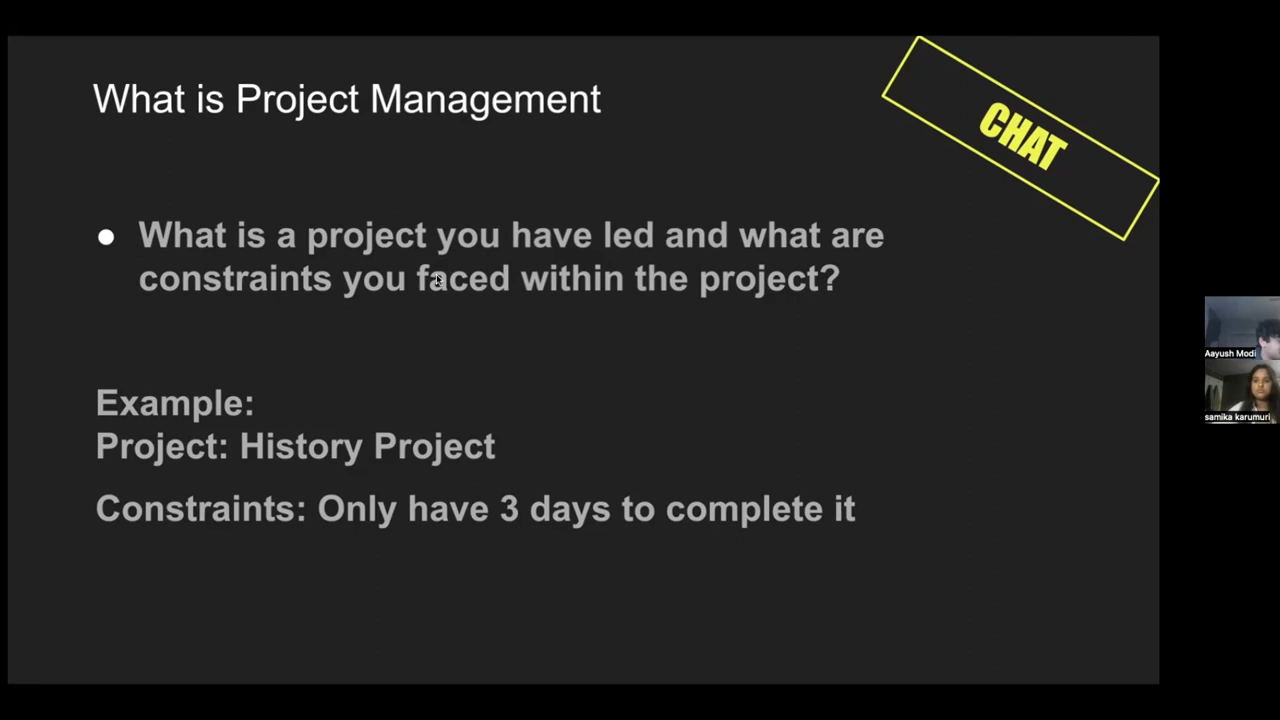 What is Project Management
CHAT
What is a project you have led and what are
constraints you faced within the project?
Example:
Project: History Project
Constraints: Only have 3 days to complete it
Aayush Modi
samika karumuri